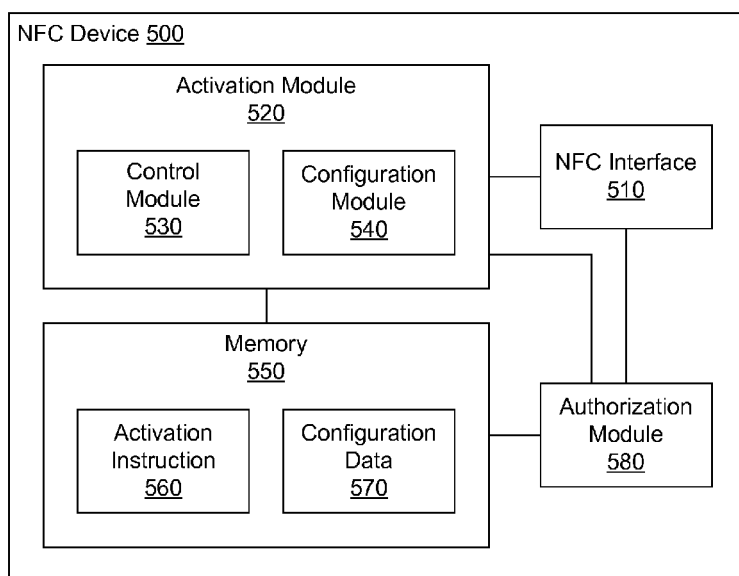 NFC Device 500
Activation Module
520
Control
Module
530
Configuration
Module
540
NFC Interface
510
Memory
550
Activation
Instruction
560
Configuration
Data
570
Authorization
Module
580